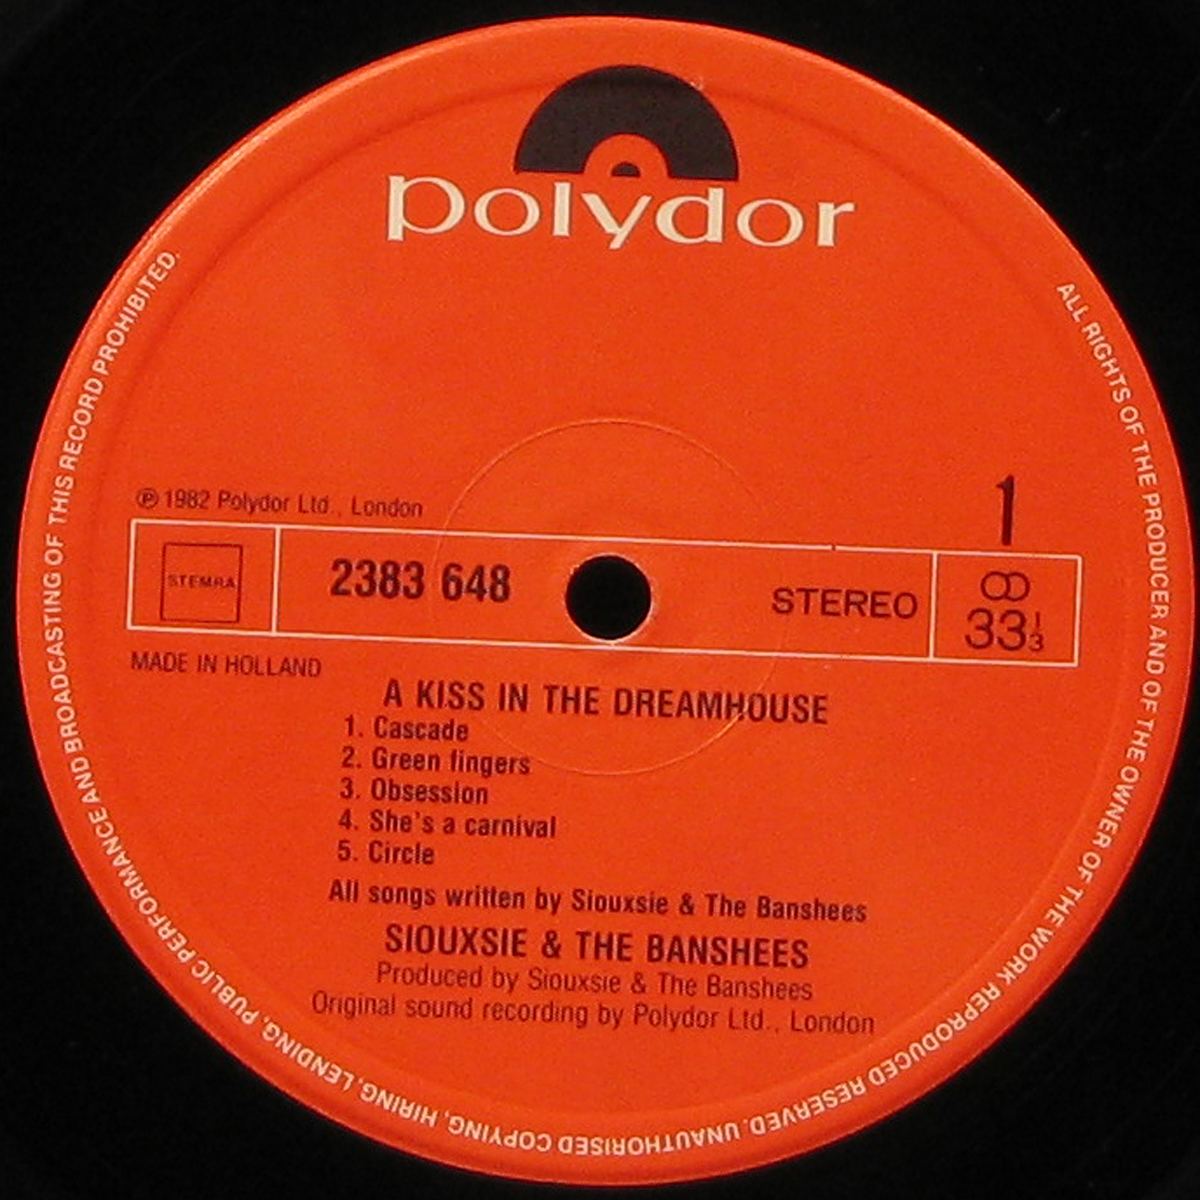 polydor
℗ 1982 Polydor Ltd., London
1
STEMRA
2383 648
STEREO
33 1/3
MADE IN HOLLAND
A KISS IN THE DREAMHOUSE
1. Cascade
2. Green fingers
3. Obsession
4. She's a carnival
5. Circle
All songs written by Siouxsie & The Banshees
SIOUXSIE & THE BANSHEES
Produced by Siouxsie & The Banshees
Original sound recording by Polydor Ltd., London
ALL RIGHTS OF THE PRODUCER AND OF THE OWNER OF THE WORK REPRODUCED RESERVED. UNAUTHORISED COPYING, HIRING, LENDING, PUBLIC PERFORMANCE AND BROADCASTING OF THIS RECORD PROHIBITED.